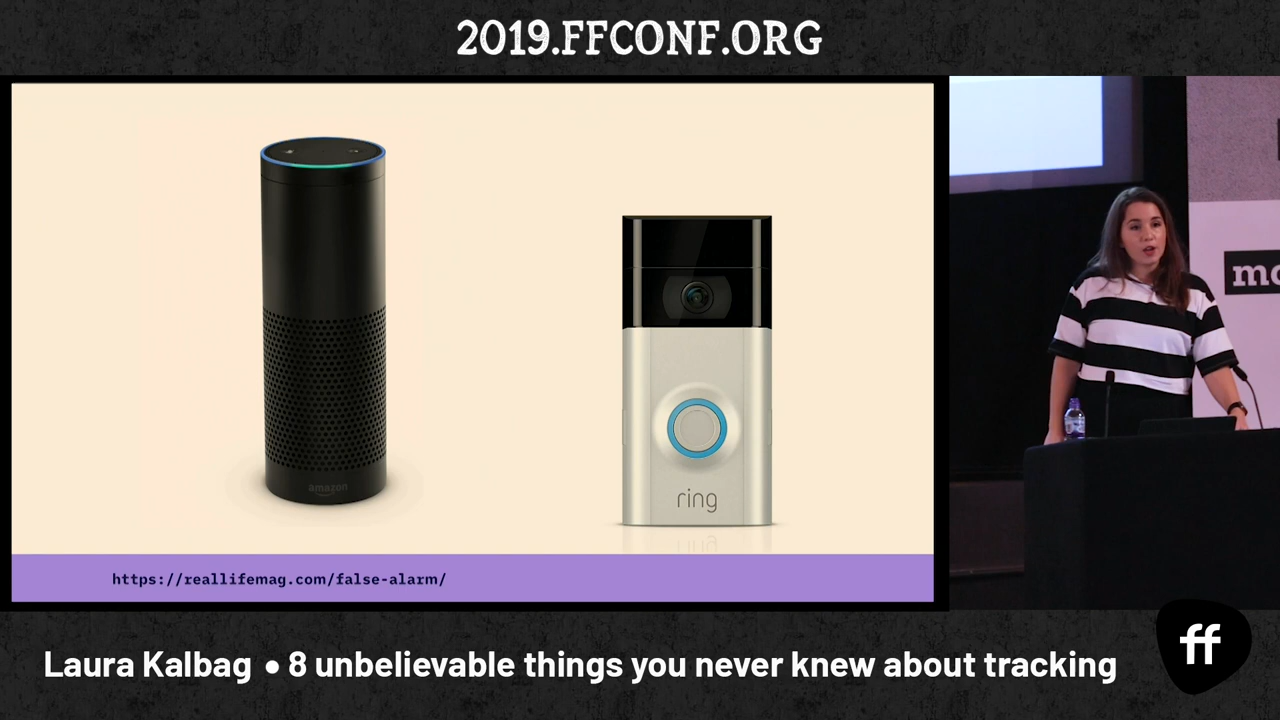 2019.FFCONF.ORG
amazon
ring
https://reallifemag.com/false-alarm/
Laura Kalbag • 8 unbelievable things you never knew about tracking
ff